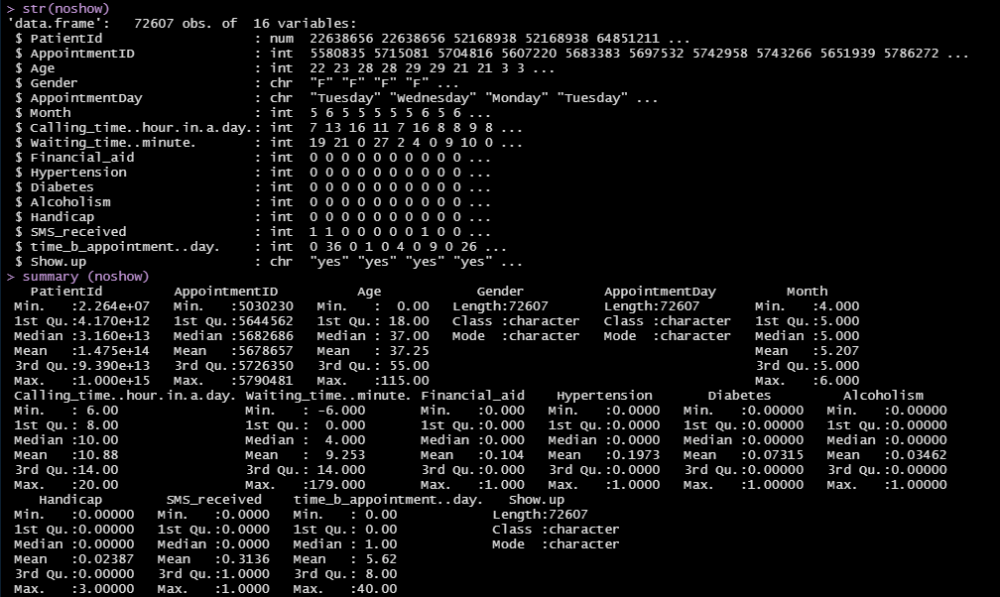 > str(noshow)
'data.frame':   72607 obs. of  16 variables:
 $ PatientId                 : num  22638656 22638656 52168938 52168938 64851211 ...
 $ AppointmentID             : int  5580835 5715081 5704816 5607220 5683383 5697532 5742958 5743266 5651939 5786272 ...
 $ Age                       : int  22 23 28 28 29 29 21 21 3 3 ...
 $ Gender                    : chr  "F" "F" "F" "F" ...
 $ AppointmentDay            : chr  "Tuesday" "Wednesday" "Monday" "Tuesday" ...
 $ Month                     : int  5 6 5 5 5 5 5 6 5 6 ...
 $ Calling_time..hour.in.a.day.: int  7 13 16 11 7 16 8 8 9 8 ...
 $ Waiting_time..minute.     : int  19 21 0 27 2 4 0 9 10 0 ...
 $ Financial_aid             : int  0 0 0 0 0 0 0 0 0 0 ...
 $ Hypertension              : int  0 0 0 0 0 0 0 0 0 0 ...
 $ Diabetes                  : int  0 0 0 0 0 0 0 0 0 0 ...
 $ Alcoholism                : int  0 0 0 0 0 0 0 0 0 0 ...
 $ Handicap                  : int  0 0 0 0 0 0 0 0 0 0 ...
 $ SMS_received              : int  1 1 0 0 0 0 0 1 0 0 ...
 $ time_b_appointment..day.  : int  0 36 0 1 0 4 0 9 0 26 ...
 $ Show.up                   : chr  "yes" "yes" "yes" "yes" ...
> summary (noshow)
   PatientId         AppointmentID          Age            Gender          AppointmentDay         Month
 Min.   :2.264e+07   Min.   :5030230   Min.   :  0.00   Length:72607       Length:72607       Min.   :4.000
 1st Qu.:4.170e+12   1st Qu.:5644562   1st Qu.: 18.00   Class :character   Class :character   1st Qu.:5.000
 Median :3.160e+13   Median :5682686   Median : 37.00   Mode  :character   Mode  :character   Median :5.000
 Mean   :1.475e+14   Mean   :5678657   Mean   : 37.25                                         Mean   :5.207
 3rd Qu.:9.390e+13   3rd Qu.:5726350   3rd Qu.: 55.00                                         3rd Qu.:5.000
 Max.   :1.000e+15   Max.   :5790481   Max.   :115.00                                         Max.   :6.000
 Calling_time..hour.in.a.day. Waiting_time..minute. Financial_aid    Hypertension       Diabetes         Alcoholism
 Min.   : 6.00                Min.   : -6.000       Min.   :0.000   Min.   :0.0000   Min.   :0.00000   Min.   :0.00000
 1st Qu.: 8.00                1st Qu.:  0.000       1st Qu.:0.000   1st Qu.:0.0000   1st Qu.:0.00000   1st Qu.:0.00000
 Median :10.00                Median :  4.000       Median :0.000   Median :0.0000   Median :0.00000   Median :0.00000
 Mean   :10.88                Mean   :  9.253       Mean   :0.104   Mean   :0.1973   Mean   :0.07315   Mean   :0.03462
 3rd Qu.:14.00                3rd Qu.: 14.000       3rd Qu.:0.000   3rd Qu.:0.0000   3rd Qu.:0.00000   3rd Qu.:0.00000
 Max.   :20.00                Max.   :179.000       Max.   :1.000   Max.   :1.0000   Max.   :1.00000   Max.   :1.00000
    Handicap        SMS_received    time_b_appointment..day.   Show.up
 Min.   :0.00000   Min.   :0.0000   Min.   : 0.00            Length:72607
 1st Qu.:0.00000   1st Qu.:0.0000   1st Qu.: 0.00            Class :character
 Median :0.00000   Median :0.0000   Median : 1.00            Mode  :character
 Mean   :0.02387   Mean   :0.3136   Mean   : 5.62
 3rd Qu.:0.00000   3rd Qu.:1.0000   3rd Qu.: 8.00
 Max.   :3.00000   Max.   :1.0000   Max.   :40.00